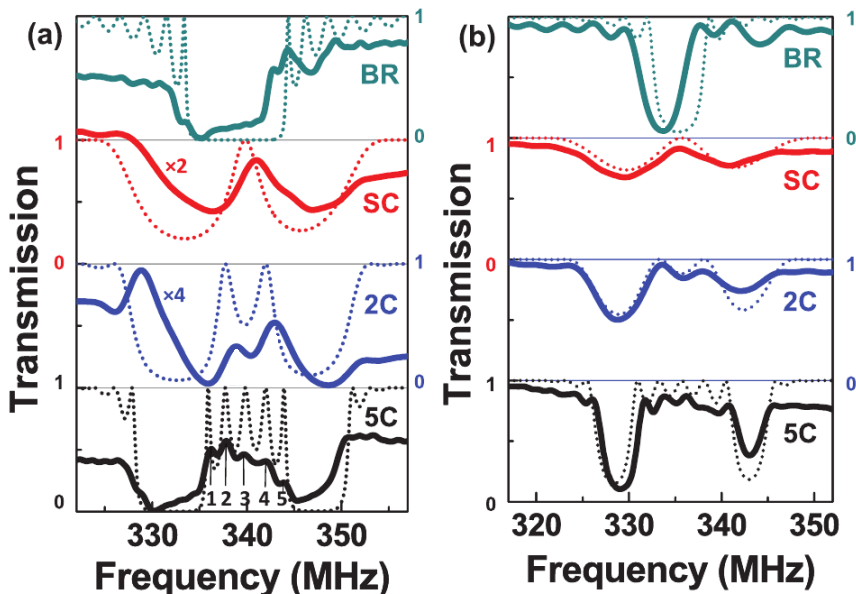 (a)
1
BR
0
1
×2
SC
0
1
×4
2C
0
1
5C
1 2 3 4 5
0
330 340 350
Frequency (MHz)
Transmission
(b)
1
BR
0
1
SC
0
1
2C
0
1
5C
0
320 330 340 350
Frequency (MHz)
Transmission